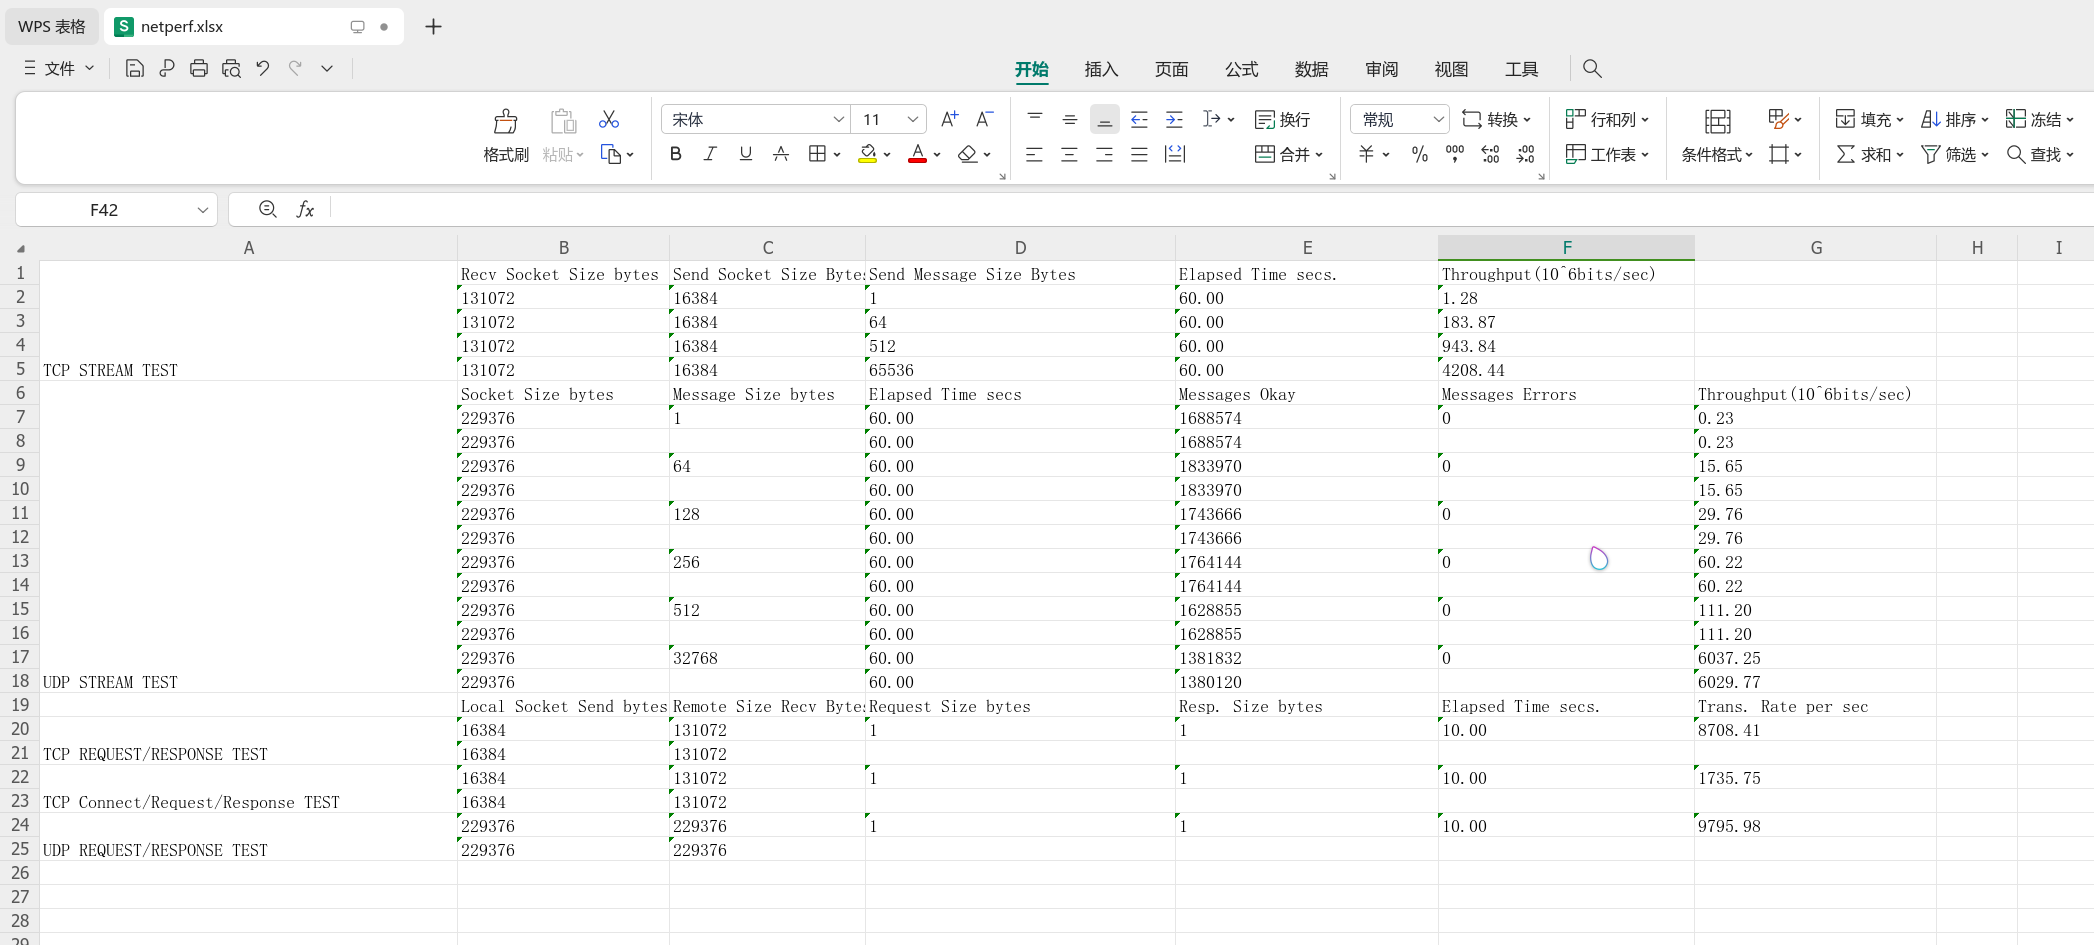 WPS 表格 netperf.xlsx
文件 开始 插入 页面 公式 数据 审阅 视图 工具
宋体 11 换行 常规 转换 行和列 填充 排序 冻结
格式刷 粘贴 合并 工作表 条件格式 求和 筛选 查找
F42 fx
A B C D E F G H I
1 Recv Socket Size bytes Send Socket Size Bytes Send Message Size Bytes Elapsed Time secs. Throughput(10^6bits/sec)
2 131072 16384 1 60.00 1.28
3 131072 16384 64 60.00 183.87
4 131072 16384 512 60.00 943.84
5 TCP STREAM TEST 131072 16384 65536 60.00 4208.44
6 Socket Size bytes Message Size bytes Elapsed Time secs Messages Okay Messages Errors Throughput(10^6bits/sec)
7 229376 1 60.00 1688574 0 0.23
8 229376 60.00 1688574 0.23
9 229376 64 60.00 1833970 0 15.65
10 229376 60.00 1833970 15.65
11 229376 128 60.00 1743666 0 29.76
12 229376 60.00 1743666 29.76
13 229376 256 60.00 1764144 0 60.22
14 229376 60.00 1764144 60.22
15 229376 512 60.00 1628855 0 111.20
16 229376 60.00 1628855 111.20
17 229376 32768 60.00 1381832 0 6037.25
18 UDP STREAM TEST 229376 60.00 1380120 6029.77
19 Local Socket Send bytes Remote Size Recv Bytes Request Size bytes Resp. Size bytes Elapsed Time secs. Trans. Rate per sec
20 16384 131072 1 1 10.00 8708.41
21 TCP REQUEST/RESPONSE TEST 16384 131072
22 16384 131072 1 1 10.00 1735.75
23 TCP Connect/Request/Response TEST 16384 131072
24 229376 229376 1 1 10.00 9795.98
25 UDP REQUEST/RESPONSE TEST 229376 229376
26
27
28
29